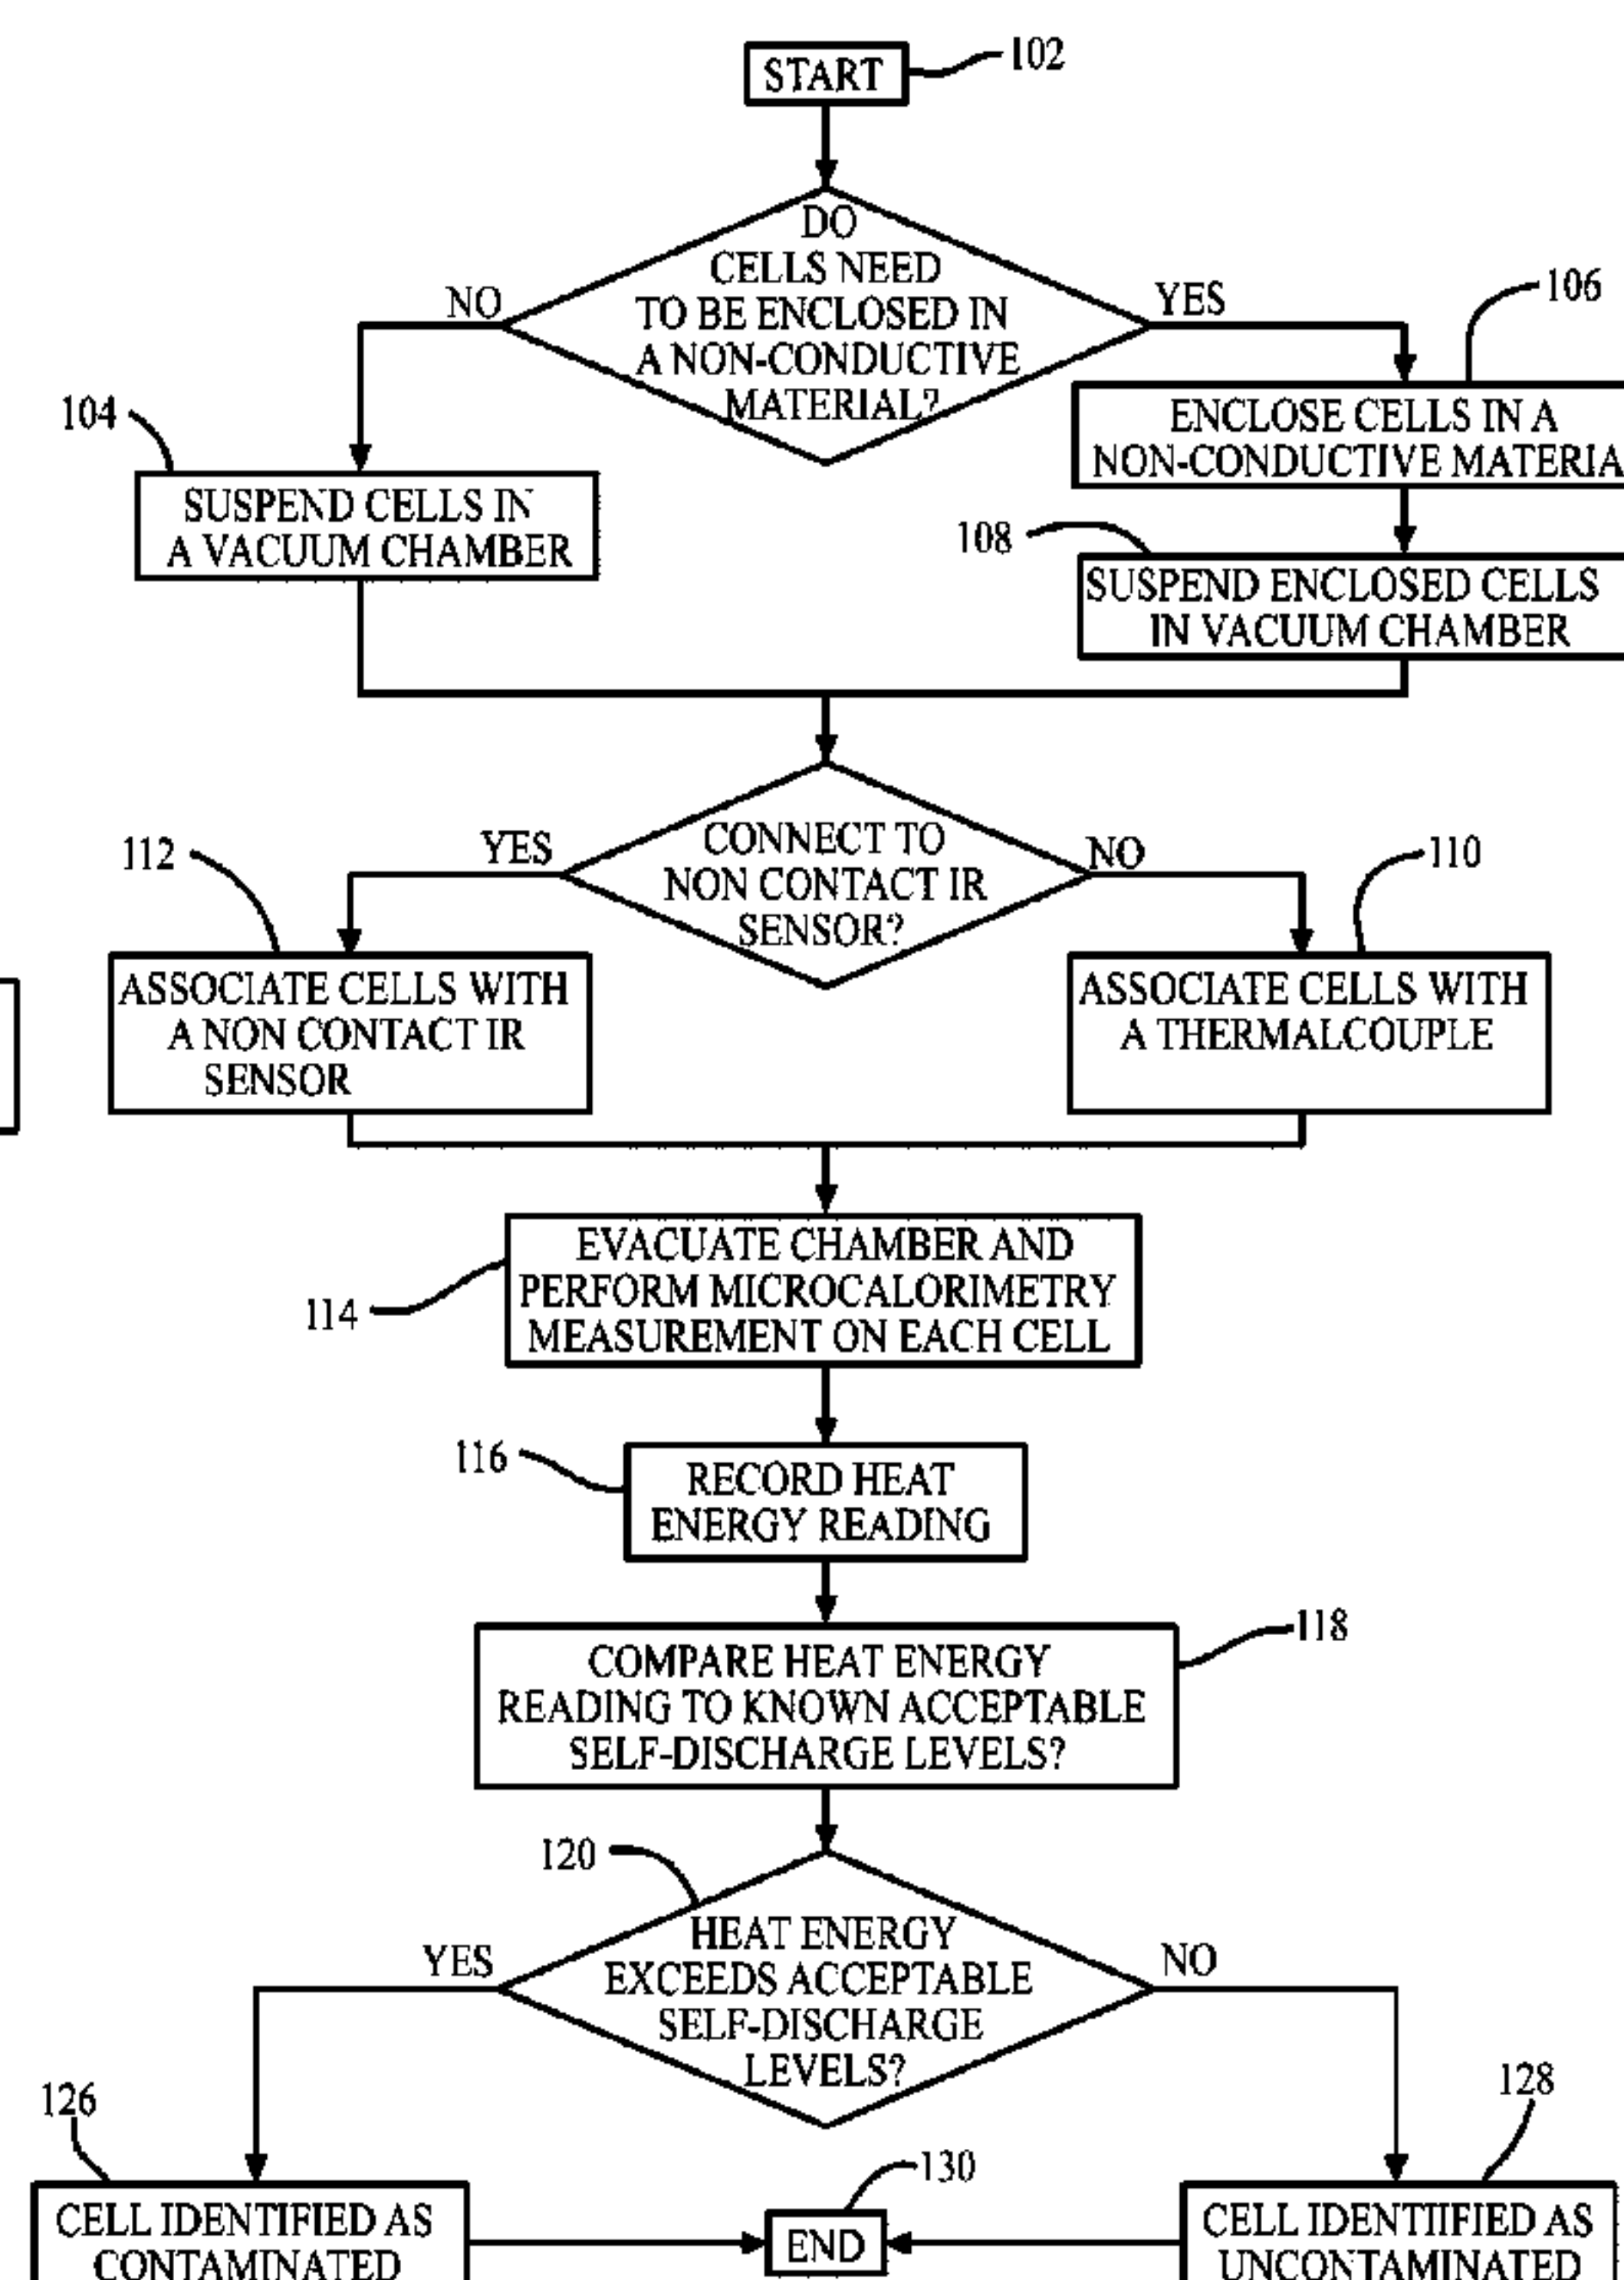 START
102
DO
CELLS NEED
TO BE ENCLOSED IN
A NON-CONDUCTIVE
MATERIAL?
NO
YES
106
104
ENCLOSE CELLS IN A
NON-CONDUCTIVE MATERIA
SUSPEND CELLS IN
A VACUUM CHAMBER
108
SUSPEND ENCLOSED CELLS
IN VACUUM CHAMBER
CONNECT TO
NON CONTACT IR
SENSOR?
YES
NO
112
110
ASSOCIATE CELLS WITH
A NON CONTACT IR
SENSOR
ASSOCIATE CELLS WITH
A THERMALCOUPLE
EVACUATE CHAMBER AND
PERFORM MICROCALORIMETRY
MEASUREMENT ON EACH CELL
114
116
RECORD HEAT
ENERGY READING
118
COMPARE HEAT ENERGY
READING TO KNOWN ACCEPTABLE
SELF-DISCHARGE LEVELS?
120
HEAT ENERGY
EXCEEDS ACCEPTABLE
SELF-DISCHARGE
LEVELS?
YES
NO
126
128
130
CELL IDENTIFIED AS
CONTAMINATED
END
CELL IDENTIIFIED AS
UNCONTAMINATED